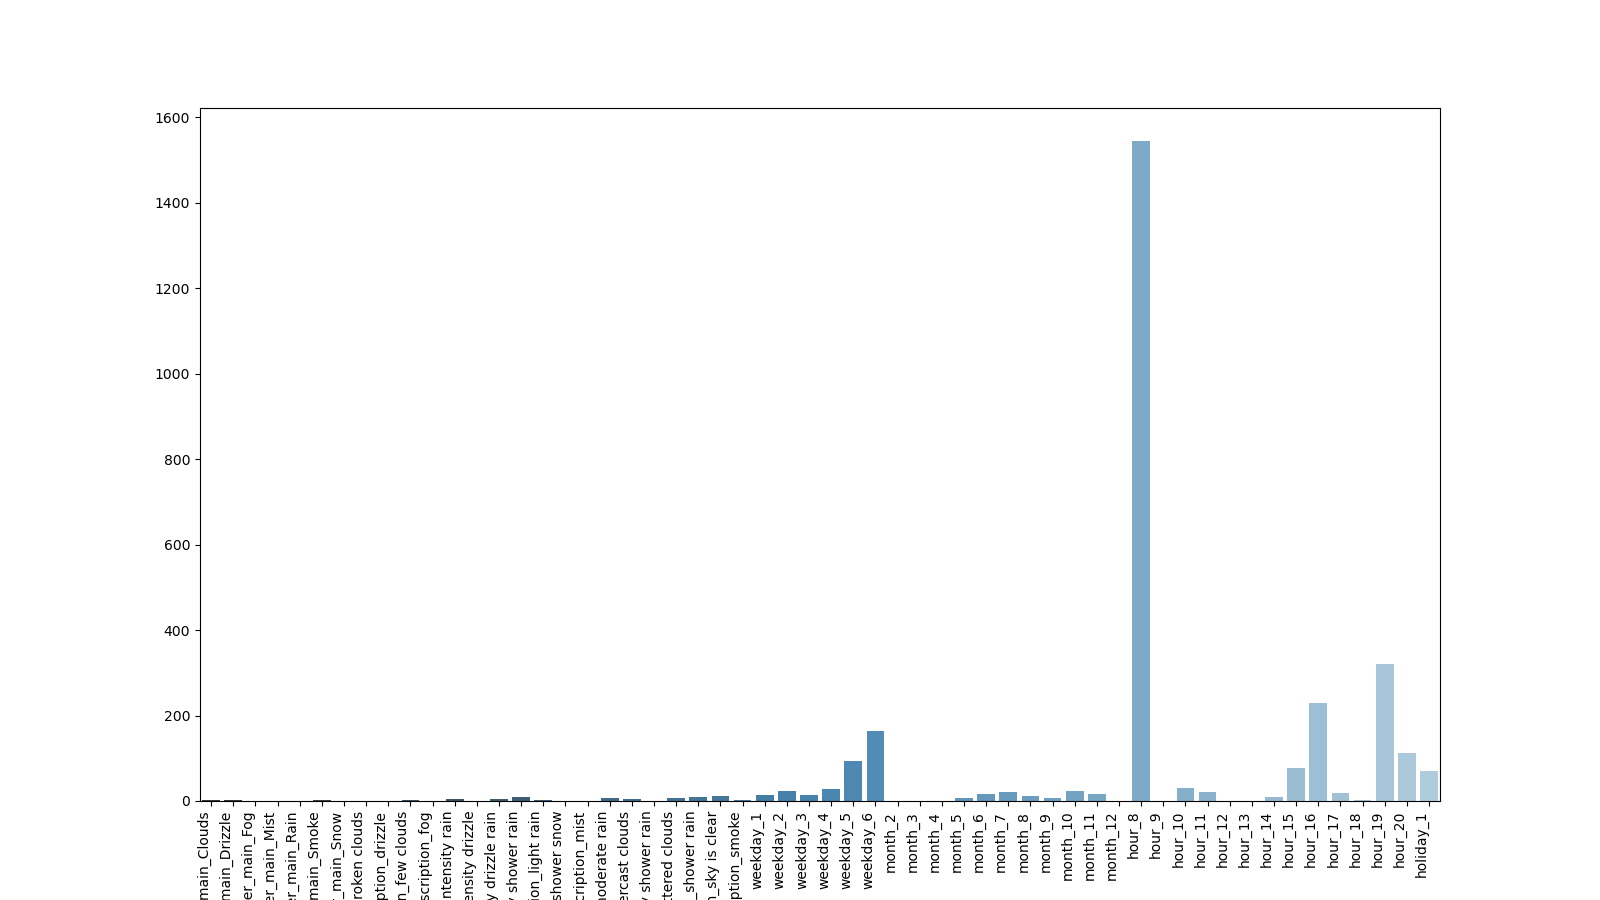 1600
1400
1200
1000
800
600
400
200
0
main_Clouds
main_Drizzle
er_main_Fog
er_main_Mist
er_main_Rain
main_Smoke
r_main_Snow
roken clouds
ption_drizzle
n_few clouds
scription_fog
ntensity rain
ensity drizzle
y drizzle rain
y shower rain
ion_light rain
shower snow
cription_mist
noderate rain
ercast clouds
y shower rain
ttered clouds
_shower rain
n_sky is clear
ption_smoke
weekday_1
weekday_2
weekday_3
weekday_4
weekday_5
weekday_6
month_2
month_3
month_4
month_5
month_6
month_7
month_8
month_9
month_10
month_11
month_12
hour_8
hour_9
hour_10
hour_11
hour_12
hour_13
hour_14
hour_15
hour_16
hour_17
hour_18
hour_19
hour_20
holiday_1